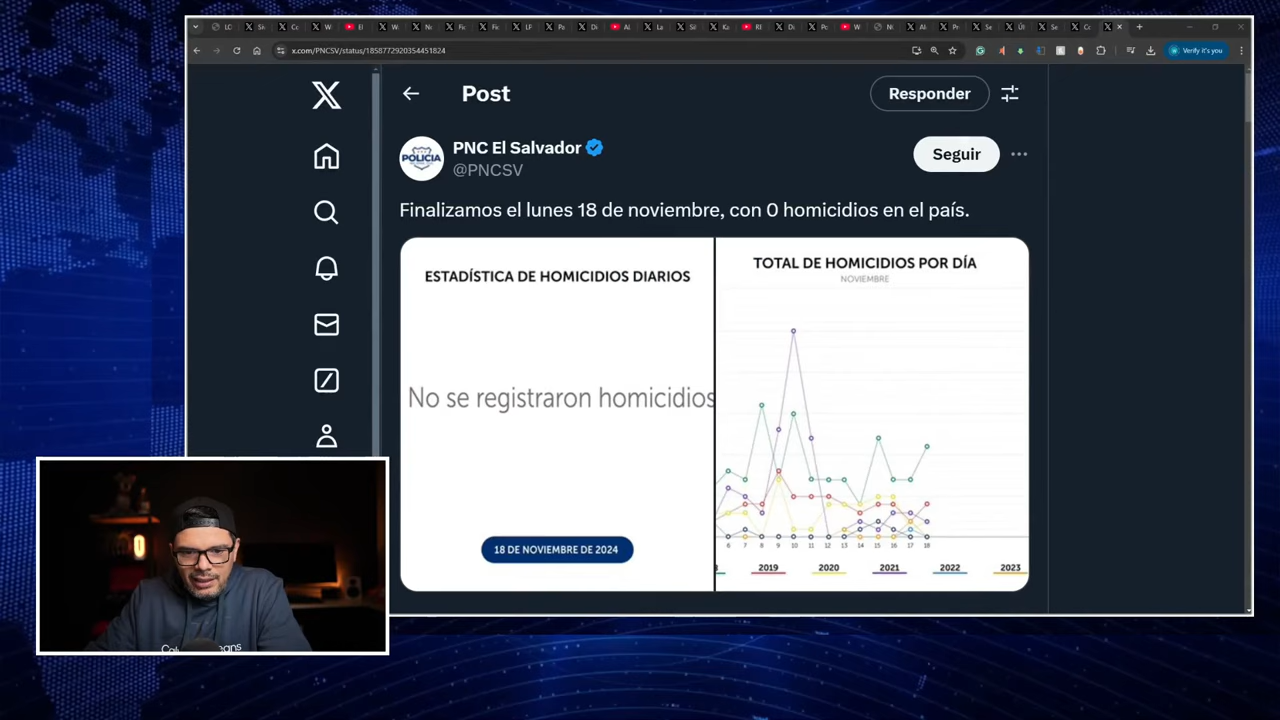 x.com/PNCSV/status/1858772920354451824
Verify it's you
Post
Responder
POLICIA
PNC El Salvador
@PNCSV
Seguir
Finalizamos el lunes 18 de noviembre, con 0 homicidios en el país.
ESTADÍSTICA DE HOMICIDIOS DIARIOS
No se registraron homicidios
18 DE NOVIEMBRE DE 2024
TOTAL DE HOMICIDIOS POR DÍA
NOVIEMBRE
6 7 8 9 10 11 12 13 14 15 16 17 18
2019 2020 2021 2022 2023